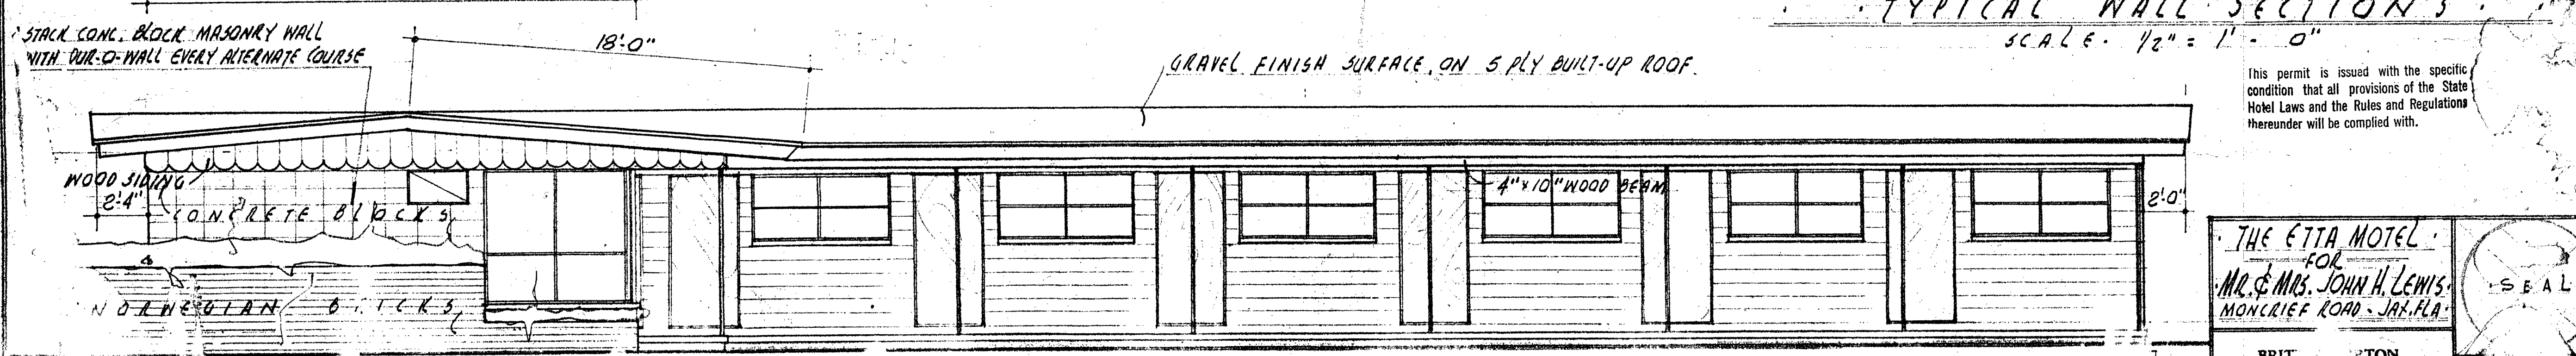 TYPICAL WALL SECTIONS
SCALE. 1/2" = 1' - 0"
STACK CONC. BLOCK MASONRY WALL
WITH DUR-O-WALL EVERY ALTERNATE COURSE
18'-0"
GRAVEL FINISH SURFACE, ON 5 PLY BUILT-UP ROOF.
This permit is issued with the specific
condition that all provisions of the State
Hotel Laws and the Rules and Regulations
thereunder will be complied with.
WOOD SIDING
2'-4"
CONCRETE BLOCKS
4" x 10" WOOD BEAM
2'-0"
NORWEGIAN BRICKS
THE ETTA MOTEL
FOR
MR. & MRS. JOHN H. LEWIS
MONCRIEF ROAD - JAX, FLA
SEAL